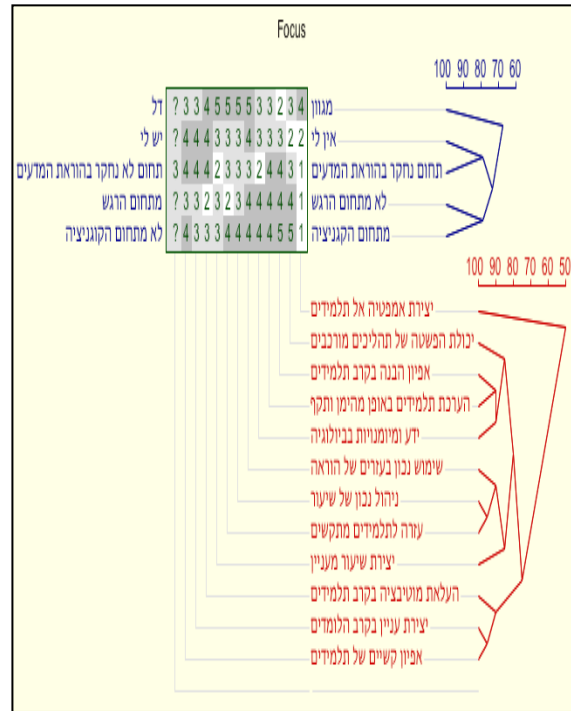 Focus
100 90 80 70 60
דל ? 3 3 4 5 5 5 5 3 3 2 3 4 מגוון
יש לי ? 4 4 4 3 3 3 4 3 3 3 2 2 אין לי
תחום לא נחקר בהוראת המדעים 3 4 4 4 2 3 3 3 2 4 4 3 1 תחום נחקר בהוראת המדעים
מתחום הרגש ? 3 3 2 3 2 3 4 4 4 4 4 1 לא מתחום הרגש
לא מתחום הקוגניציה ? 4 3 3 3 4 4 4 4 4 5 5 1 מתחום הקגניציה
100 90 80 70 60 50
יצירת אמפטיה אל תלמידים
יכולת הפשטה של תהליכים מורכבים
אפיון הבנה בקרב תלמידים
הערכת תלמידים באופן מהימן ותקף
ידע ומיומנויות בביולוגיה
שימוש נכון בעזרים של הוראה
ניהול נכון של שיעור
עזרה לתלמידים מתקשים
יצירת שיעור מעניין
העלאת מוטיבציה בקרב תלמידים
יצירת עניין בקרב הלומדים
אפיון קשיים של תלמידים